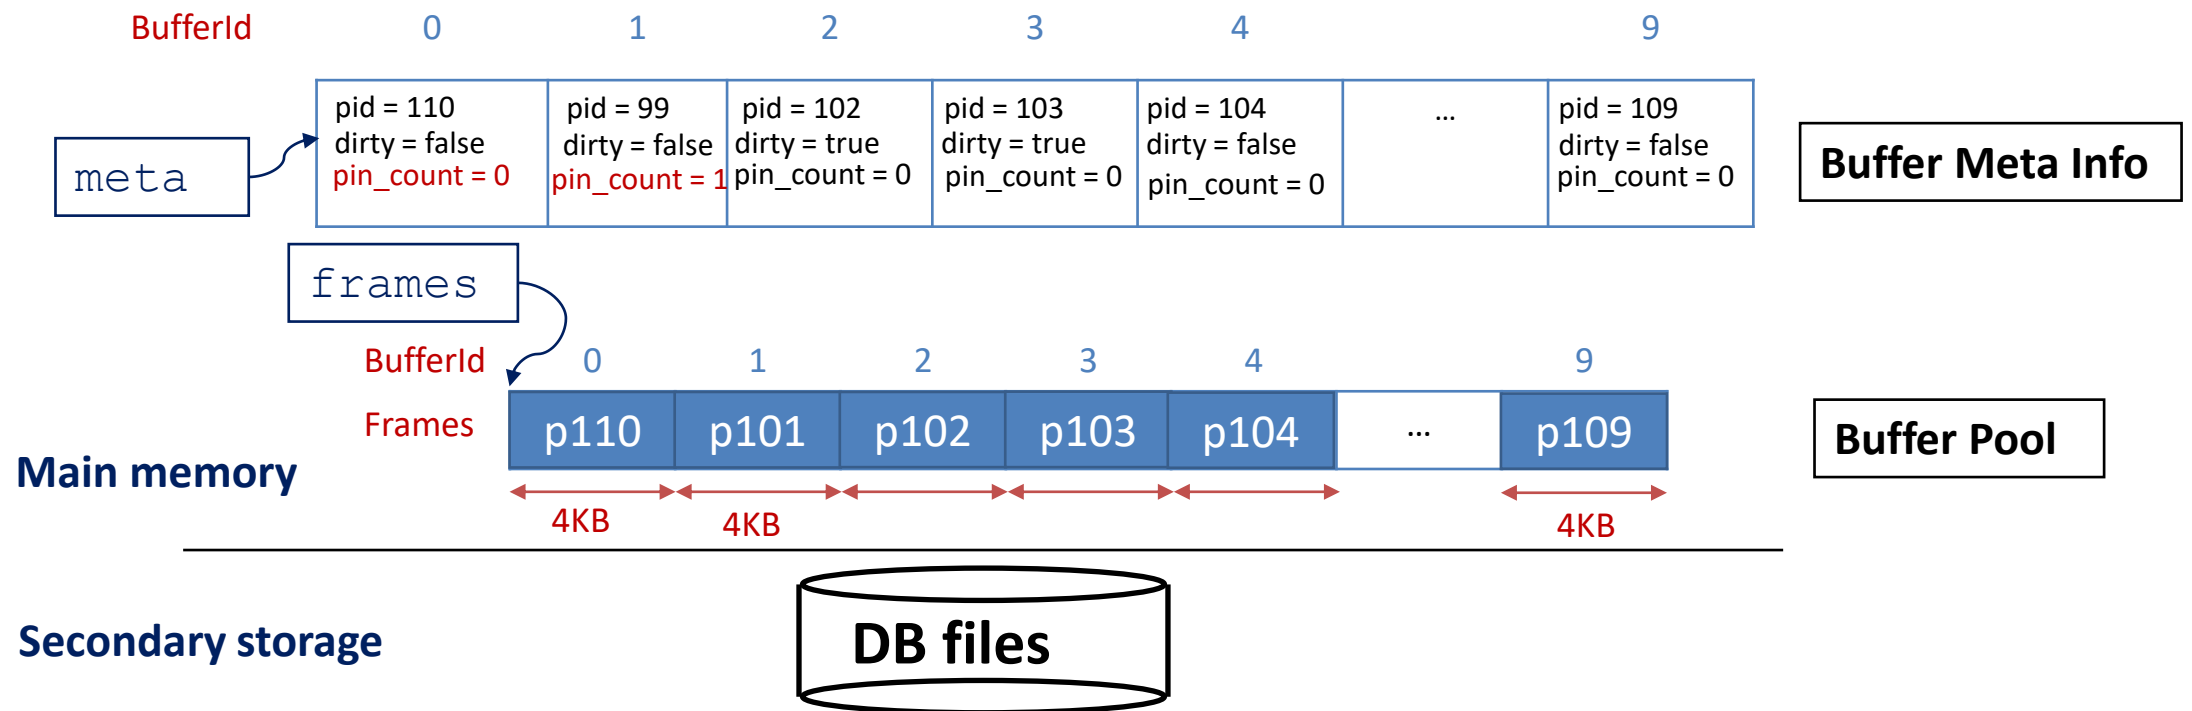 BufferId 0 1 2 3 4 9
pid = 110
dirty = false
pin_count = 0
pid = 99
dirty = false
pin_count = 1
pid = 102
dirty = true
pin_count = 0
pid = 103
dirty = true
pin_count = 0
pid = 104
dirty = false
pin_count = 0
...
pid = 109
dirty = false
pin_count = 0
meta
Buffer Meta Info
frames
BufferId 0 1 2 3 4 9
Frames p110 p101 p102 p103 p104 ... p109
Buffer Pool
Main memory
4KB 4KB 4KB
Secondary storage
DB files